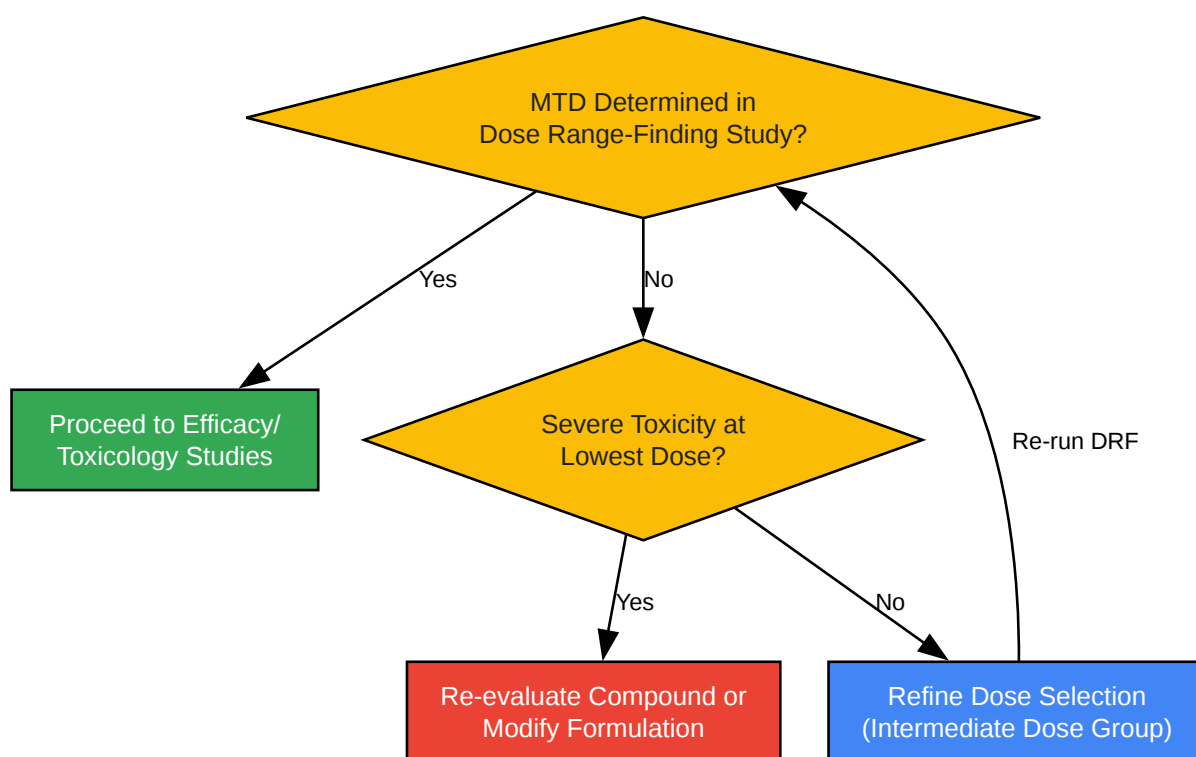 MTD Determined in
Dose Range-Finding Study?
Yes
No
Proceed to Efficacy/
Toxicology Studies
Severe Toxicity at
Lowest Dose?
Re-run DRF
Yes
No
Re-evaluate Compound or
Modify Formulation
Refine Dose Selection
(Intermediate Dose Group)